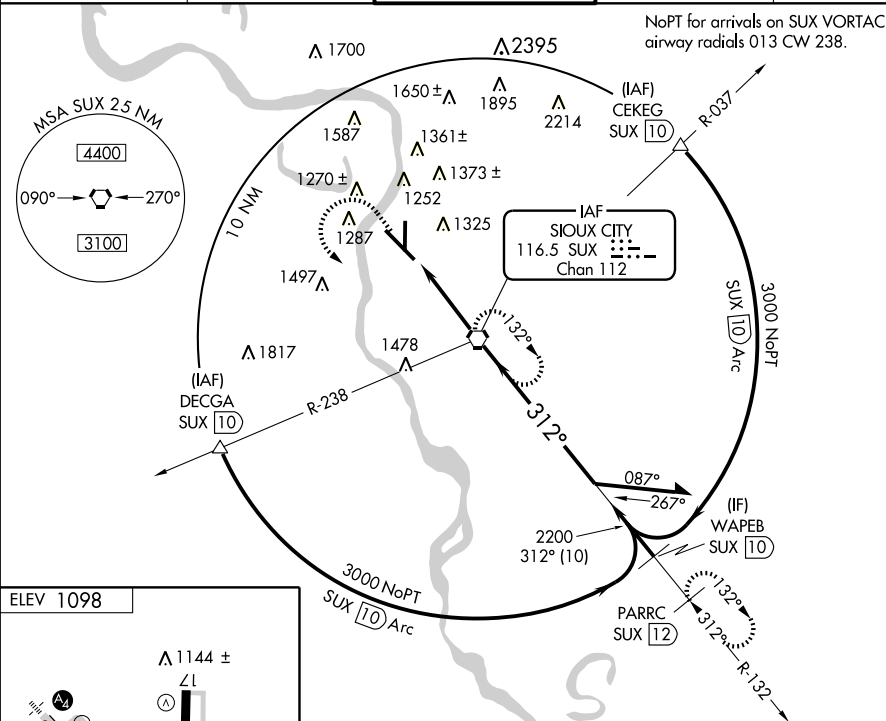 NoPT for arrivals on SUX VORTAC
airway radials 013 CW 238.
1700
2395
MSA SUX 25 NM
4400
090°
270°
3100
10 NM
1650 ±
1895
2214
1587
1361±
1270 ±
1373 ±
1252
1287
1325
1497
1817
1478
(IAF)
CEKEG
SUX 10
R-037
IAF
SIOUX CITY
116.5 SUX
Chan 112
3000 NoPT
SUX 10 Arc
132°
(IAF)
DECGA
SUX 10
R-238
312°
087°
267°
(IF)
WAPEB
SUX 10
2200
312° (10)
3000 NoPT
SUX 10 Arc
PARRC
SUX 12
132°
312°
R-132
ELEV 1098
1144 ±
17
A4